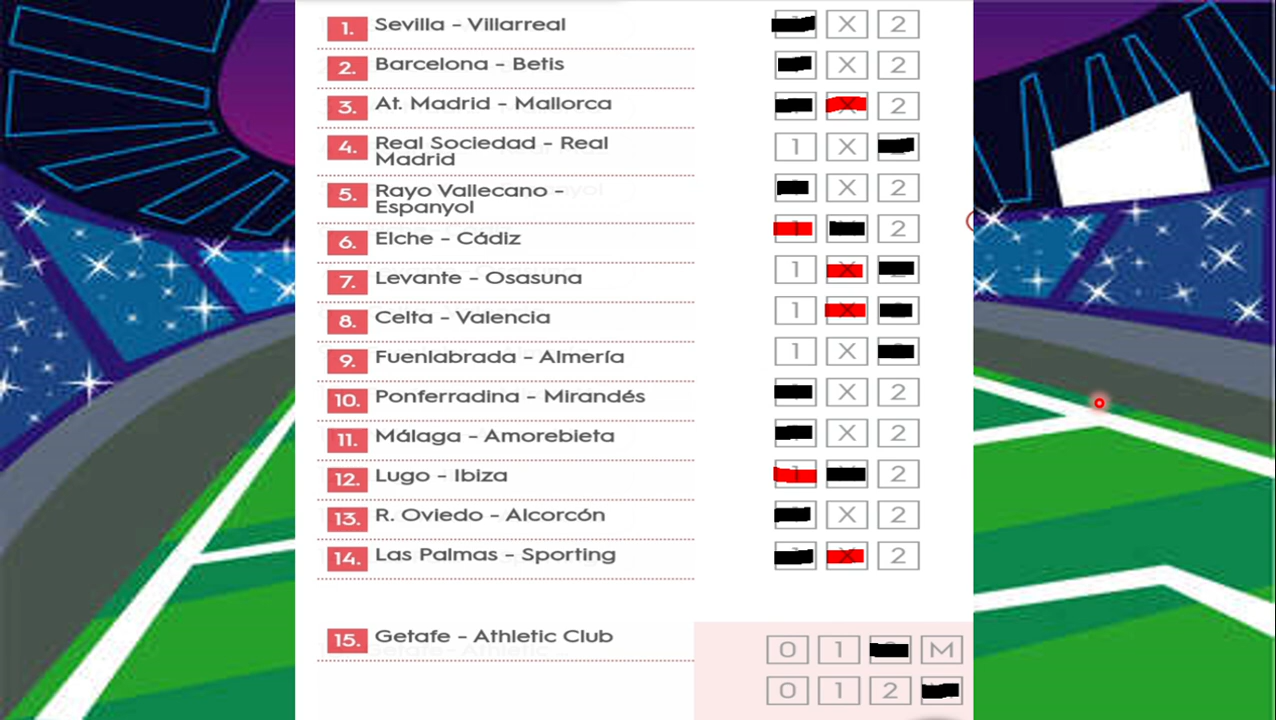 1. Sevilla - Villarreal X 2
2. Barcelona - Betis X 2
3. At. Madrid - Mallorca X 2
4. Real Sociedad - Real 1 X
Madrid
5. Rayo Vallecano - X 2
Espanyol
6. Elche - Cádiz 1 2
7. Levante - Osasuna 1 X
8. Celta - Valencia 1 X
9. Fuenlabrada - Almería 1 X
10. Ponferradina - Mirandés X 2
11. Málaga - Amorebieta X 2
12. Lugo - Ibiza 1 2
13. R. Oviedo - Alcorcón X 2
14. Las Palmas - Sporting X 2
15. Getafe - Athletic Club 0 1 M
0 1 2